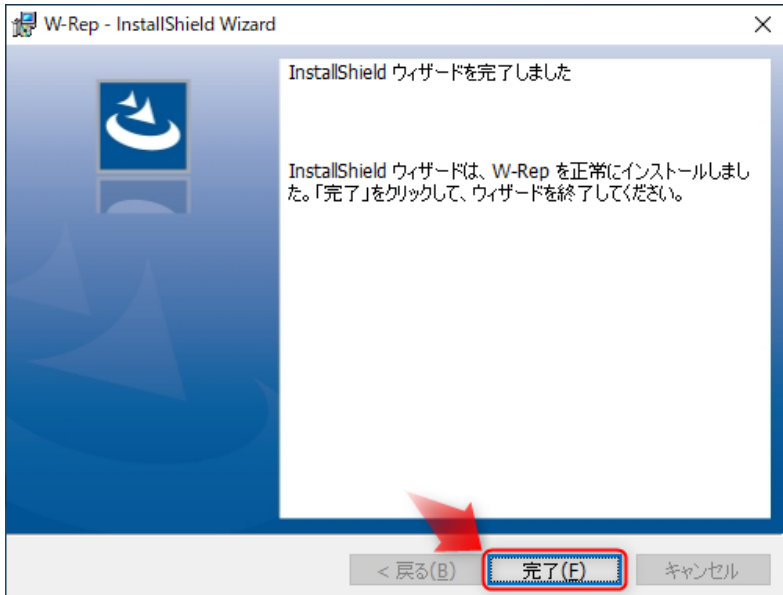 W-Rep - InstallShield Wizard
InstallShield ウィザードを完了しました
InstallShield ウィザードは、W-Rep を正常にインストールしまし
た。「完了」をクリックして、ウィザードを終了してください。
< 戻る(B) 完了(F) キャンセル